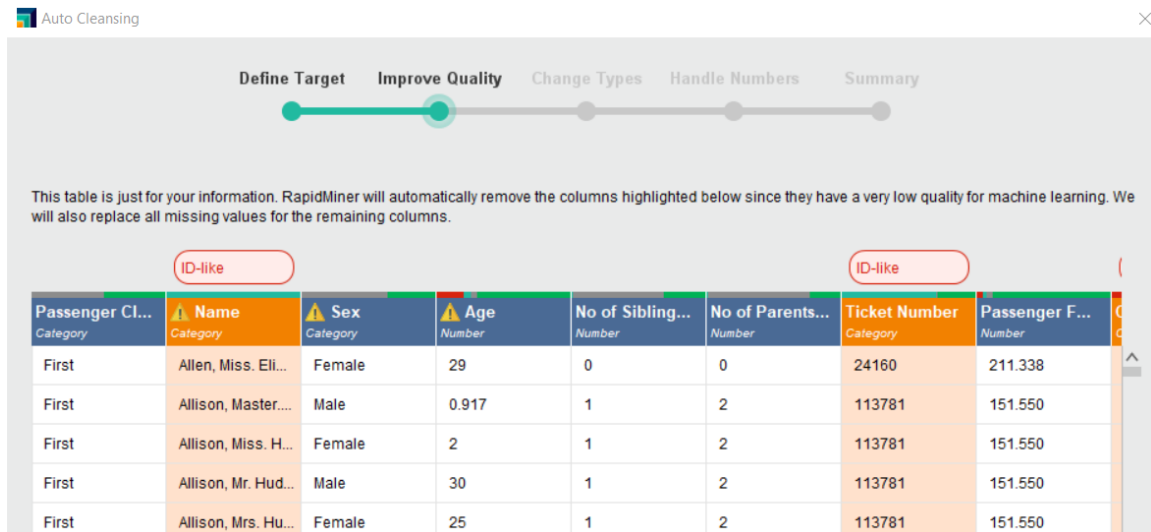 Auto Cleansing
Define Target Improve Quality Change Types Handle Numbers Summary
This table is just for your information. RapidMiner will automatically remove the columns highlighted below since they have a very low quality for machine learning. We
will also replace all missing values for the remaining columns.
ID-like ID-like
Passenger Cl... Name Sex Age No of Sibling... No of Parents... Ticket Number Passenger F...
Category Category Category Number Number Number Category Number
First Allen, Miss. Eli... Female 29 0 0 24160 211.338
First Allison, Master.... Male 0.917 1 2 113781 151.550
First Allison, Miss. H... Female 2 1 2 113781 151.550
First Allison, Mr. Hud... Male 30 1 2 113781 151.550
First Allison, Mrs. Hu... Female 25 1 2 113781 151.550